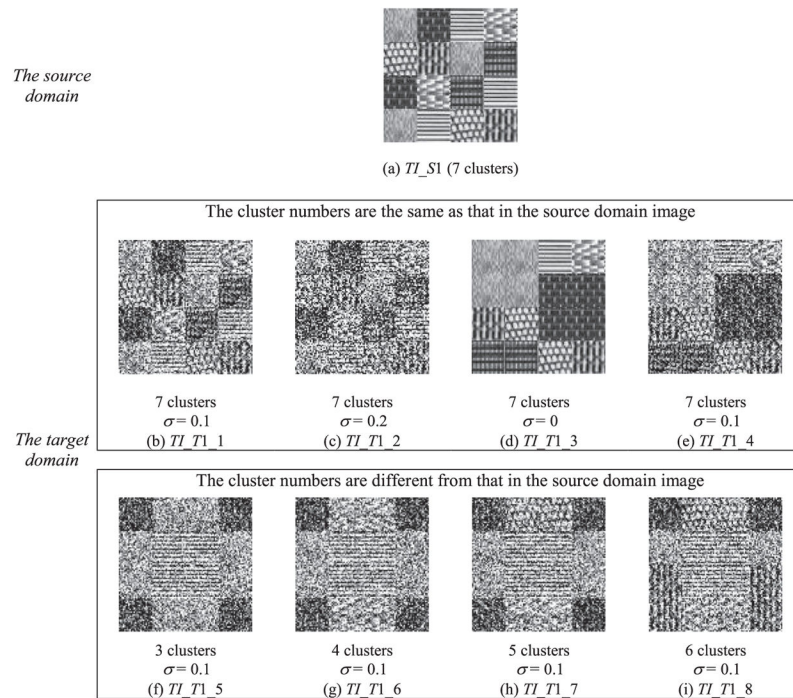 The source
domain
(a) TI_S1 (7 clusters)
The cluster numbers are the same as that in the source domain image
7 clusters
σ = 0.1
(b) TI_T1_1
7 clusters
σ = 0.2
(c) TI_T1_2
7 clusters
σ = 0
(d) TI_T1_3
7 clusters
σ = 0.1
(e) TI_T1_4
The target
domain
The cluster numbers are different from that in the source domain image
3 clusters
σ = 0.1
(f) TI_T1_5
4 clusters
σ = 0.1
(g) TI_T1_6
5 clusters
σ = 0.1
(h) TI_T1_7
6 clusters
σ = 0.1
(i) TI_T1_8